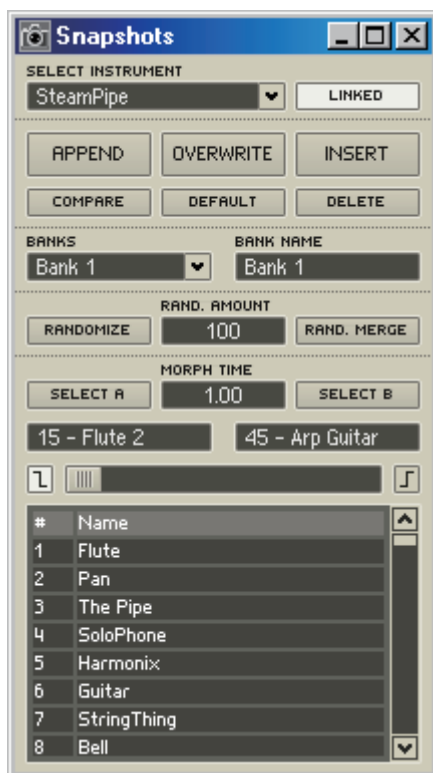 Snapshots
SELECT INSTRUMENT
SteamPipe LINKED
APPEND OVERWRITE INSERT
COMPARE DEFAULT DELETE
BANKS BANK NAME
Bank 1 Bank 1
RAND. AMOUNT
RANDOMIZE 100 RAND. MERGE
MORPH TIME
SELECT A 1.00 SELECT B
15 - Flute 2 45 - Arp Guitar
# Name
1 Flute
2 Pan
3 The Pipe
4 SoloPhone
5 Harmonix
6 Guitar
7 StringThing
8 Bell